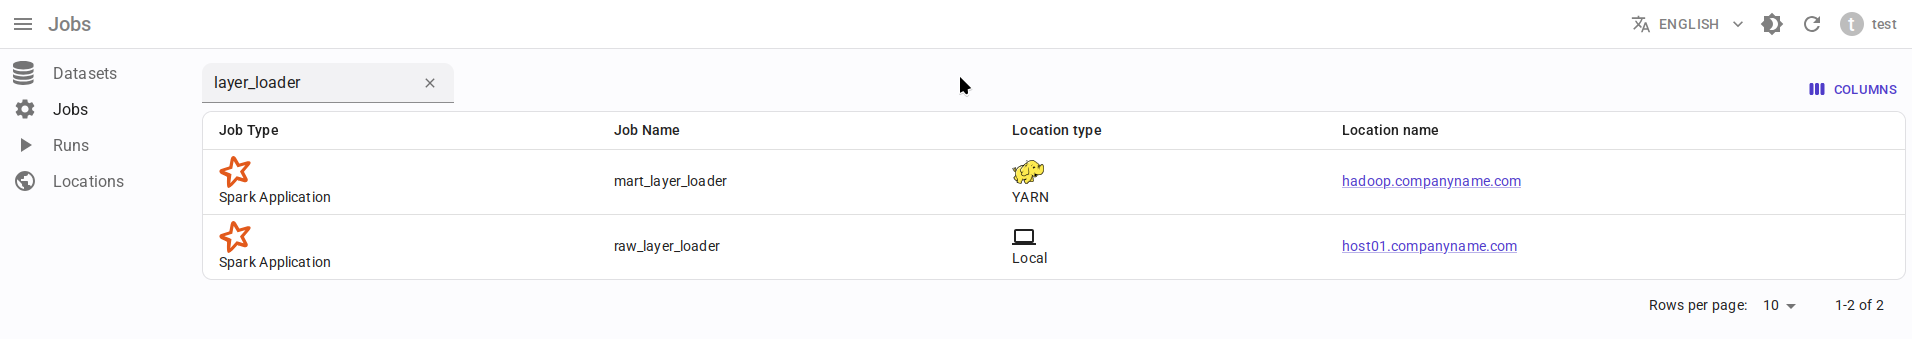 Jobs
ENGLISH
t
test
Datasets
Jobs
Runs
Locations
layer_loader
COLUMNS
Job Type Job Name Location type Location name
Spark Application mart_layer_loader YARN hadoop.companyname.com
Spark Application raw_layer_loader Local host01.companyname.com
Rows per page: 10 1-2 of 2